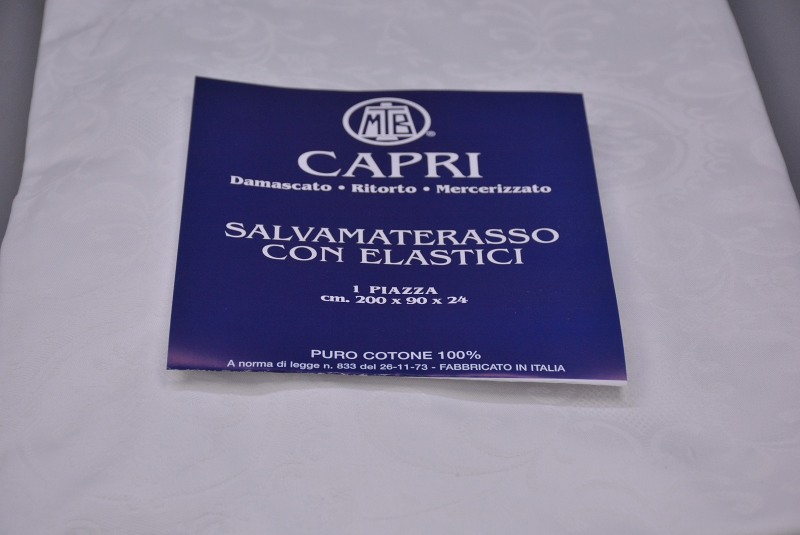 MTB®
CAPRI
Damascato • Ritorto • Mercerizzato
SALVAMATERASSO
CON ELASTICI
1 PIAZZA
cm. 200 x 90 x 24
PURO COTONE 100%
A norma di legge n. 833 del 26-11-73 - FABBRICATO IN ITALIA